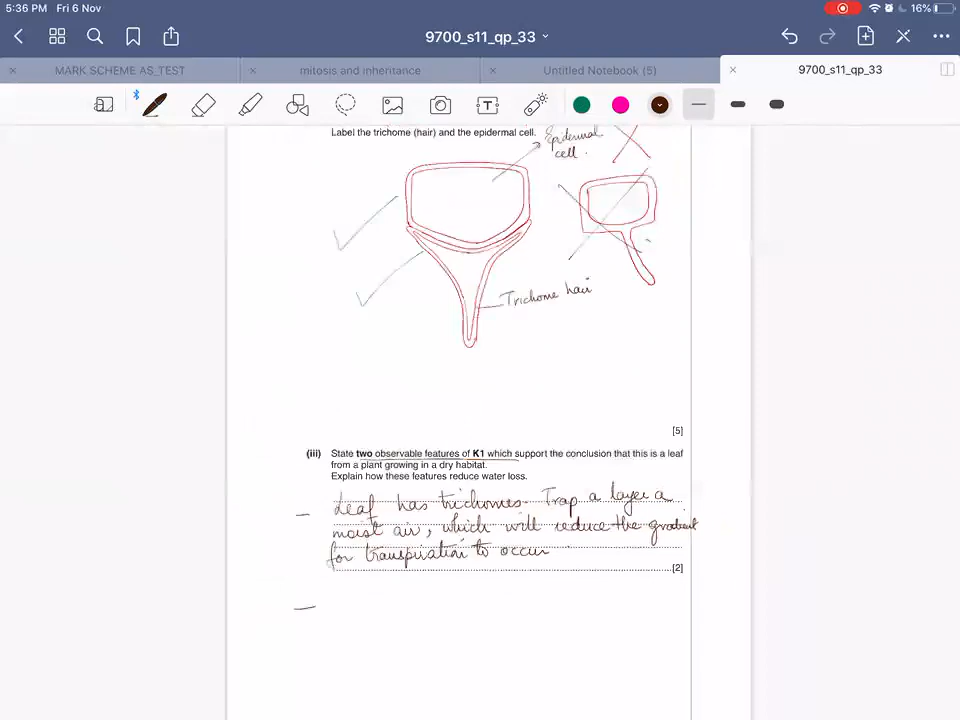 5:36 PM Fri 6 Nov
16%
9700_s11_qp_33
MARK SCHEME AS_TEST
mitosis and inheritance
Untitled Notebook (5)
9700_s11_qp_33
Label the trichome (hair) and the epidermal cell.
Epidermal
cell.
Trichome hair
[5]
(iii) State two observable features of K1 which support the conclusion that this is a leaf
from a plant growing in a dry habitat.
Explain how these features reduce water loss.
Leaf has trichomes. Trap a layer a
moist air, which will reduce the gradient
for transpiration to occur
[2]